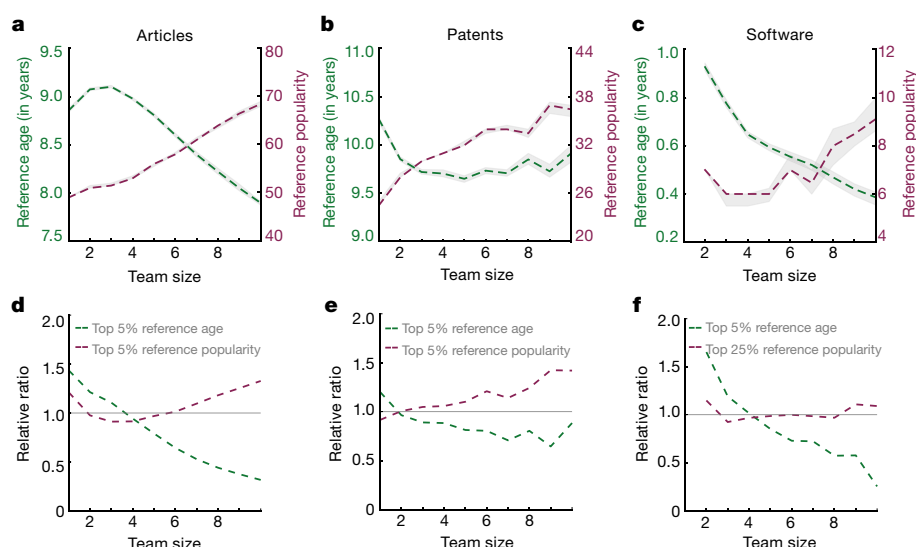 a
Articles
Reference age (in years)
9.5
9.0
8.5
8.0
7.5
80
70
60
50
40
Reference popularity
2 4 6 8
Team size
b
Patents
Reference age (in years)
11.0
10.5
10.0
9.5
9.0
44
38
32
26
20
Reference popularity
2 4 6 8
Team size
c
Software
Reference age (in years)
1.0
0.8
0.6
0.4
0.2
12
10
8
6
4
Reference popularity
2 4 6 8
Team size
d
Relative ratio
2.0
1.5
1.0
0.5
0
Top 5% reference age
Top 5% reference popularity
2 4 6 8
Team size
e
Relative ratio
2.0
1.5
1.0
0.5
0
Top 5% reference age
Top 5% reference popularity
2 4 6 8
Team size
f
Relative ratio
2.0
1.5
1.0
0.5
0
Top 5% reference age
Top 25% reference popularity
2 4 6 8
Team size